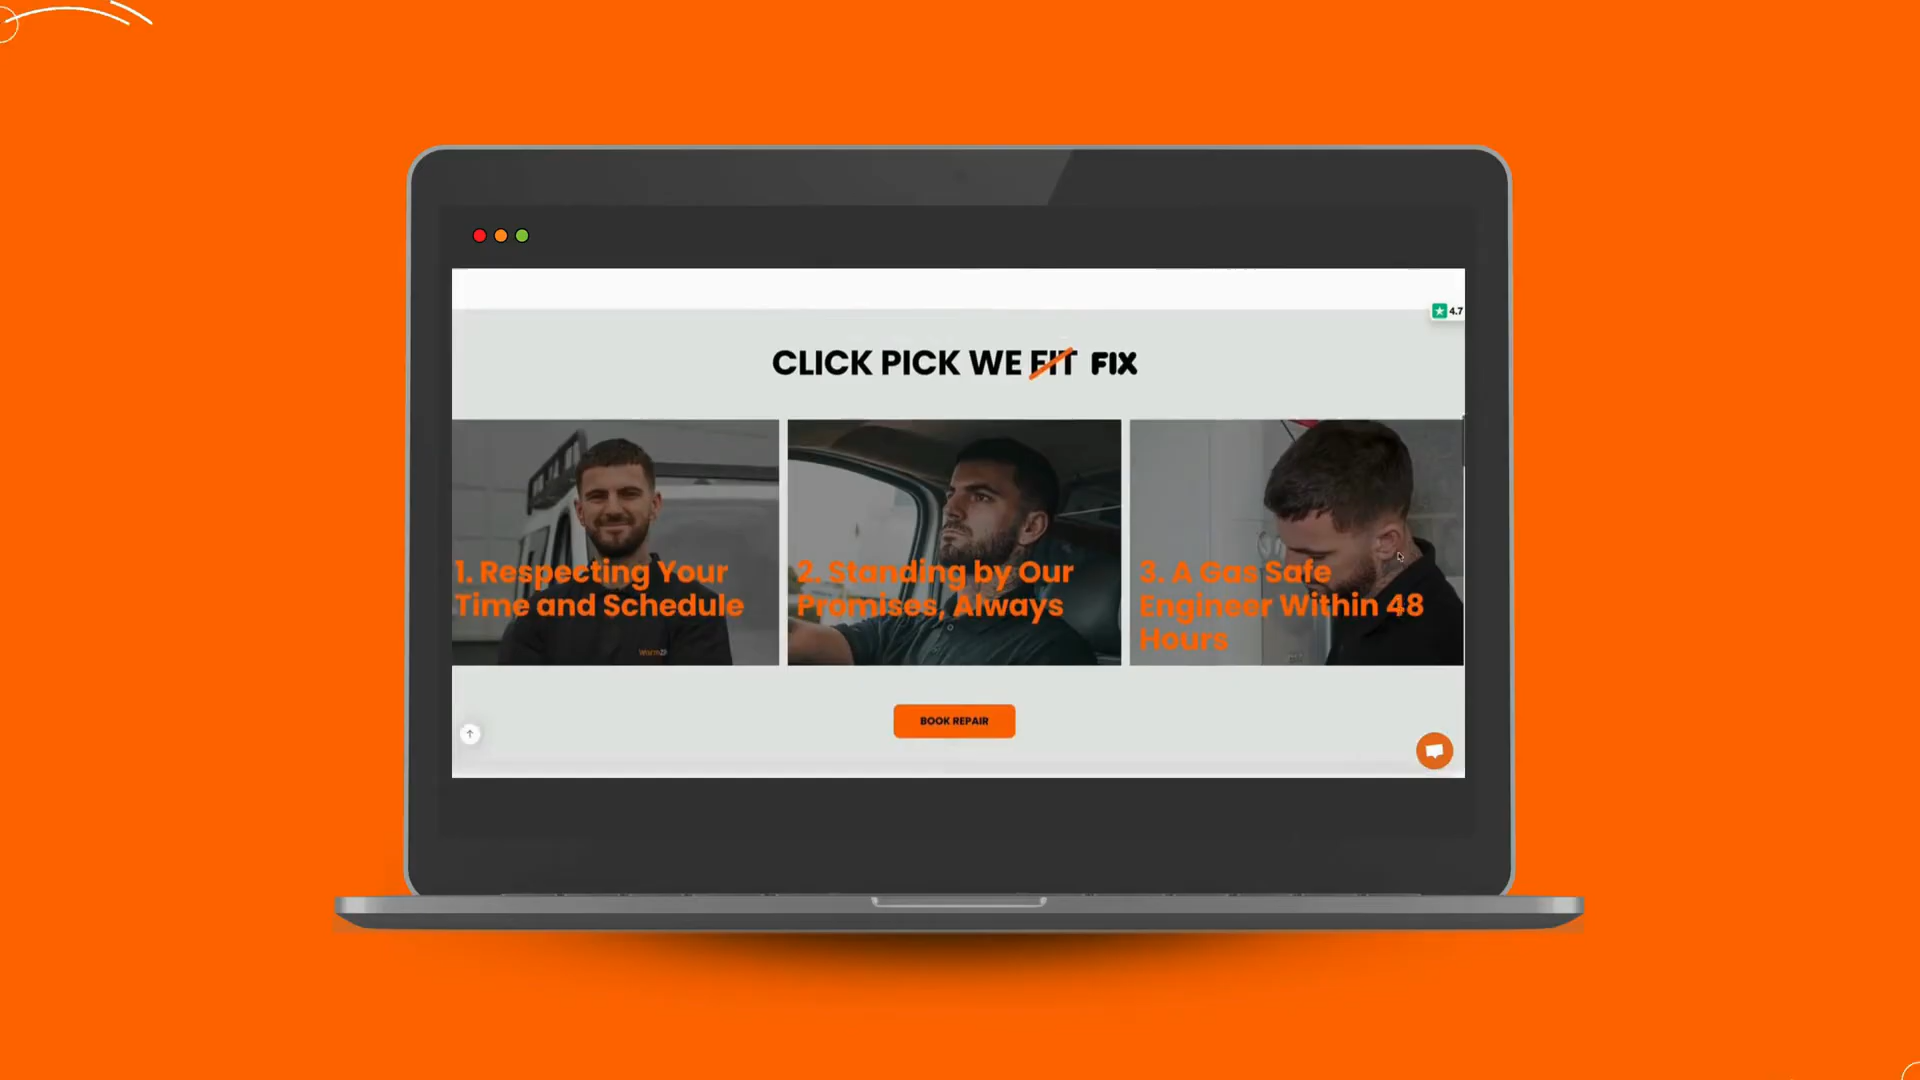 4.7
CLICK PICK WE FIT FIX
1. Respecting Your
Time and Schedule
2. Standing by Our
Promises, Always
3. A Gas Safe
Engineer Within 48
Hours
BOOK REPAIR